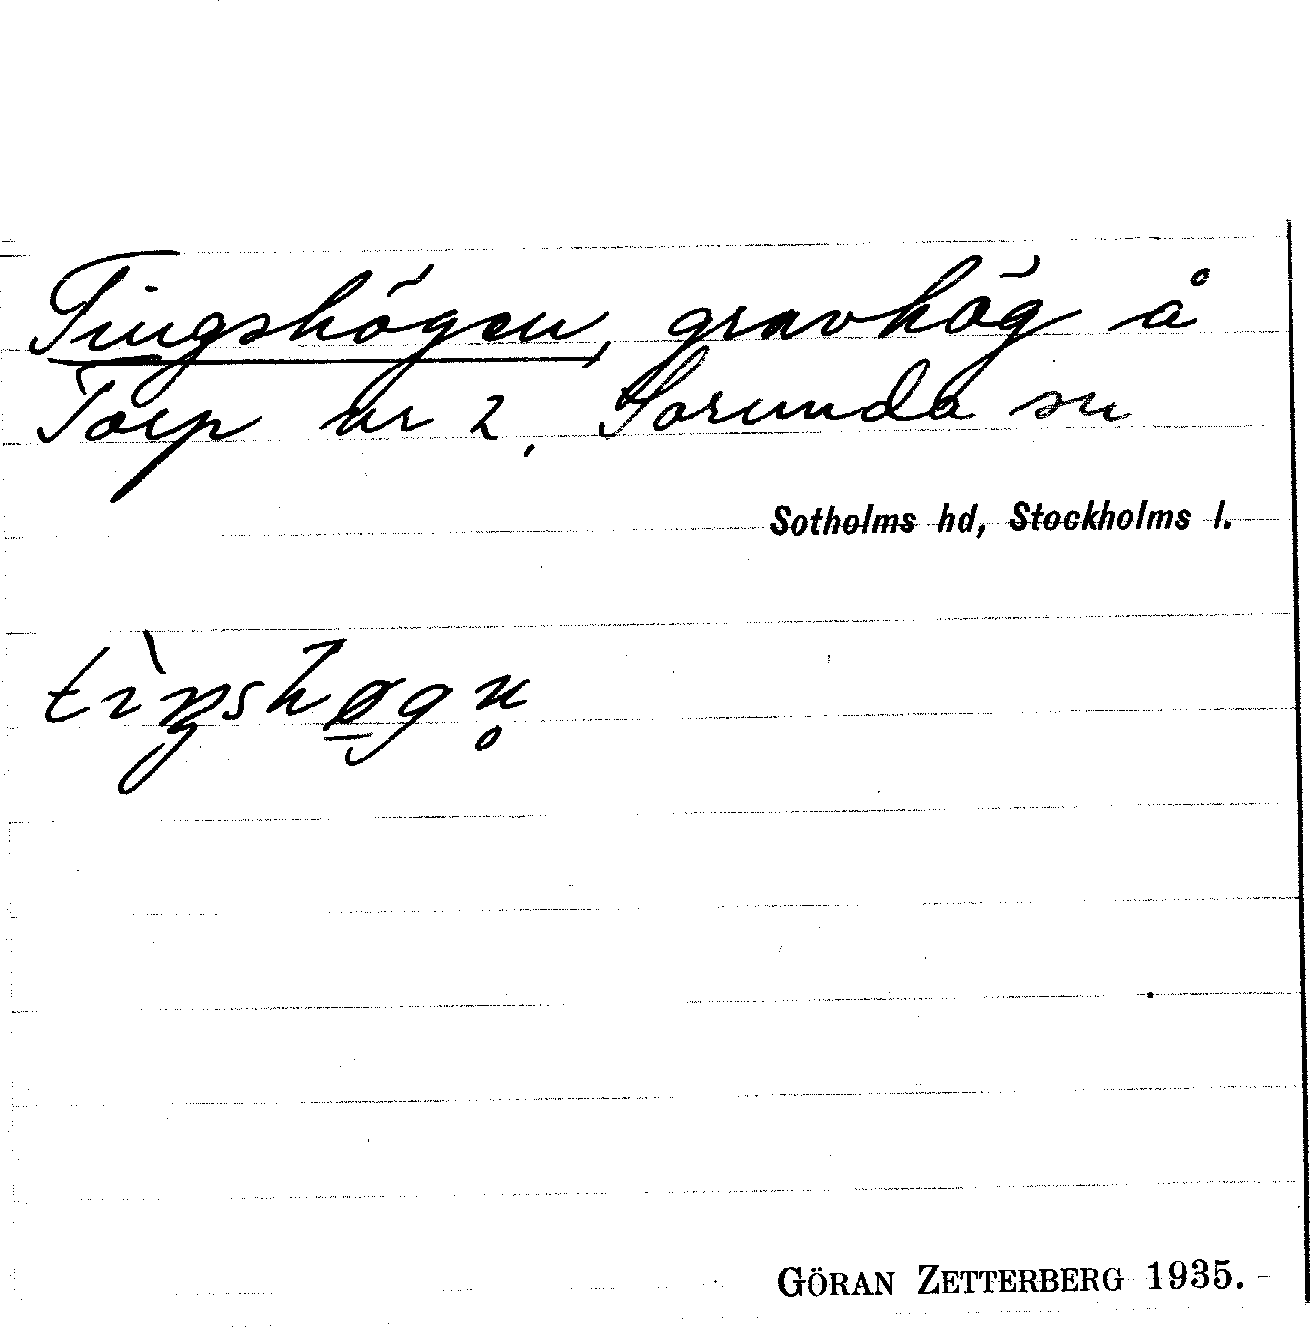 Tingshögen, gravhög å
Torp nr 2, Sorunda sn
Sotholms hd, Stockholms l.
tìŋshø̠gn̥
GÖRAN ZETTERBERG 1935.